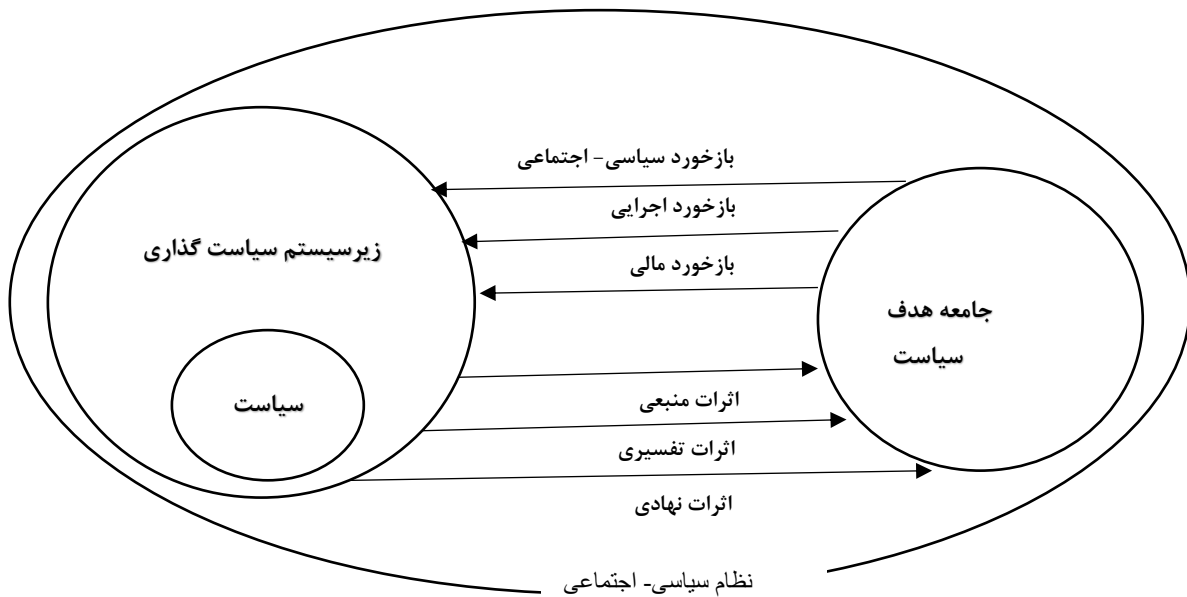 بازخورد سیاسی- اجتماعی
بازخورد اجرایی
بازخورد مالی
زیرسیستم سیاست گذاری
سیاست
جامعه هدف
سیاست
اثرات منبعی
اثرات تفسیری
اثرات نهادی
نظام سیاسی- اجتماعی